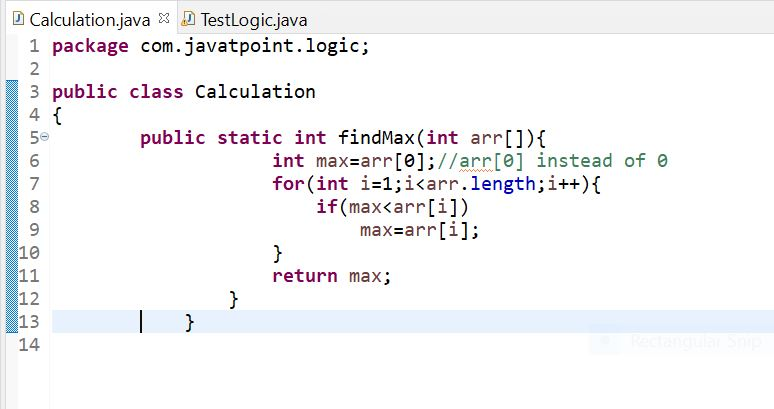 Calculation.java TestLogic.java
1 package com.javatpoint.logic;
2
3 public class Calculation
4 {
5 public static int findMax(int arr[]){
6 int max=arr[0];//arr[0] instead of 0
7 for(int i=1;i<arr.length;i++){
8 if(max<arr[i])
9 max=arr[i];
10 }
11 return max;
12 }
13 }
14
Rectangular Snip